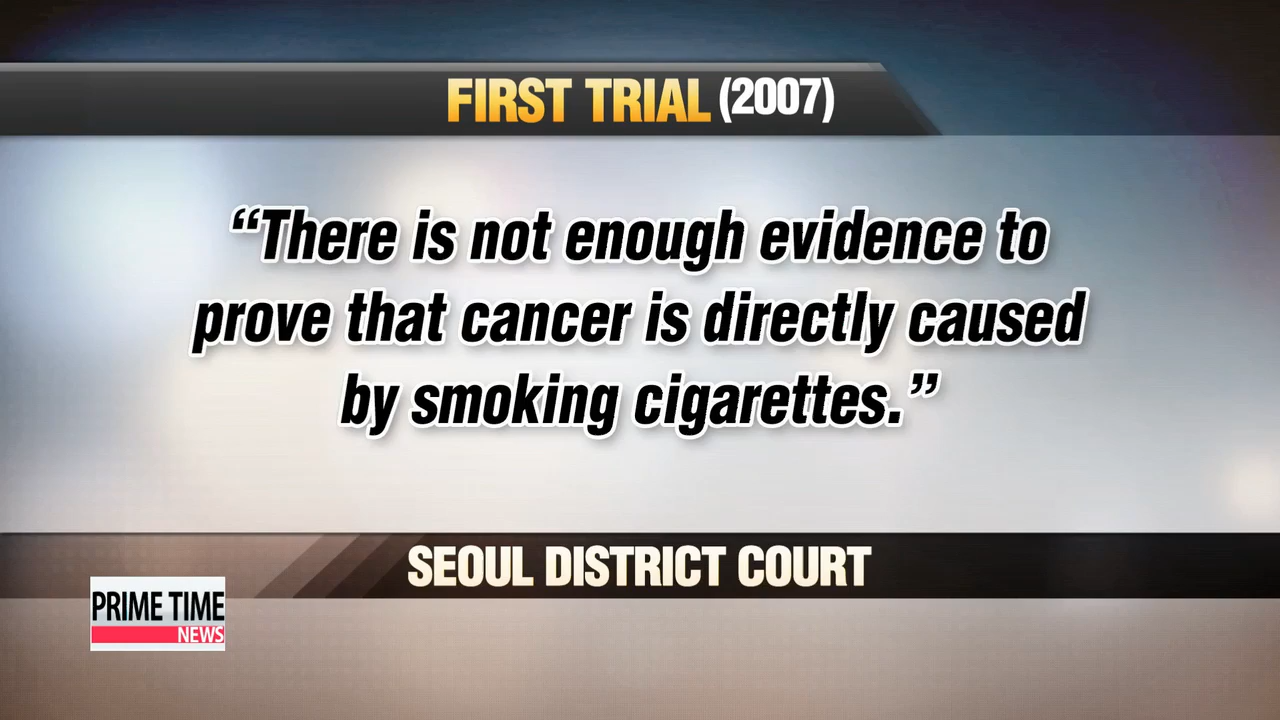 FIRST TRIAL (2007)
“There is not enough evidence to
prove that cancer is directly caused
by smoking cigarettes.”
SEOUL DISTRICT COURT
PRIME TIME
NEWS